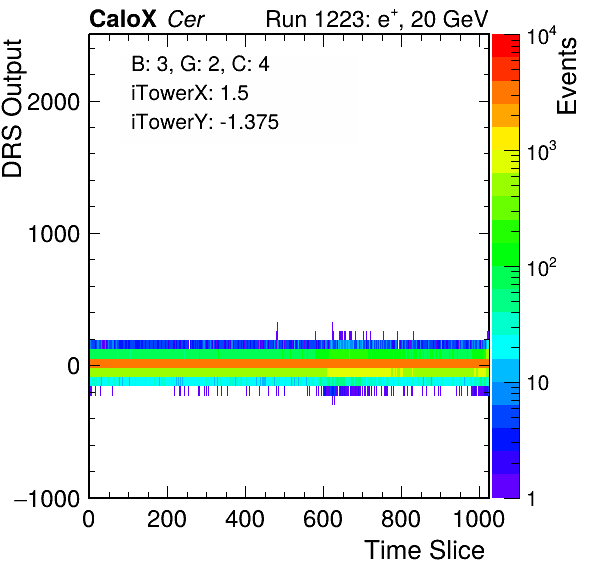 CaloX Cer Run 1223: e⁺, 20 GeV
B: 3, G: 2, C: 4
iTowerX: 1.5
iTowerY: -1.375
DRS Output
2000
1000
0
−1000
0 200 400 600 800 1000
Time Slice
Events
10⁴
10³
10²
10
1